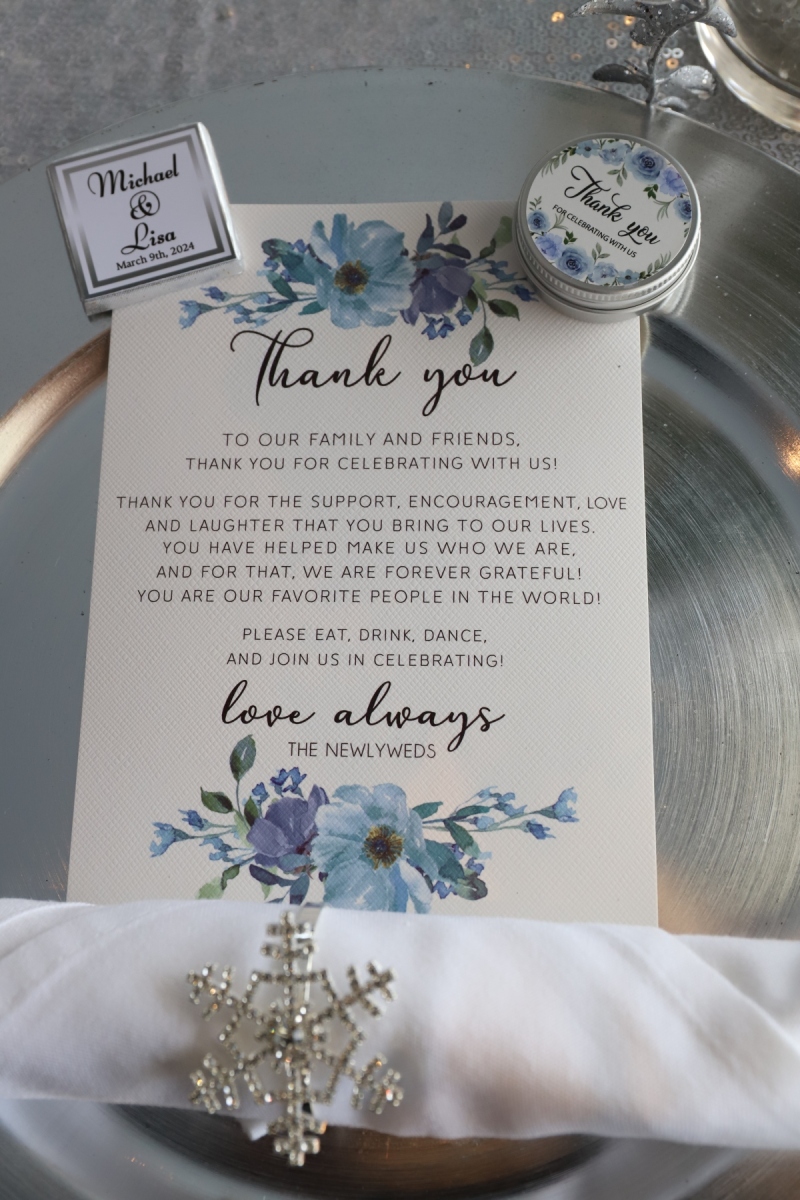 Michael
&
Lisa
March 9th, 2024
Thank you
FOR CELEBRATING WITH US
Thank you
TO OUR FAMILY AND FRIENDS,
THANK YOU FOR CELEBRATING WITH US!
THANK YOU FOR THE SUPPORT, ENCOURAGEMENT, LOVE
AND LAUGHTER THAT YOU BRING TO OUR LIVES.
YOU HAVE HELPED MAKE US WHO WE ARE,
AND FOR THAT, WE ARE FOREVER GRATEFUL!
YOU ARE OUR FAVORITE PEOPLE IN THE WORLD!
PLEASE EAT, DRINK, DANCE,
AND JOIN US IN CELEBRATING!
love always
THE NEWLYWEDS